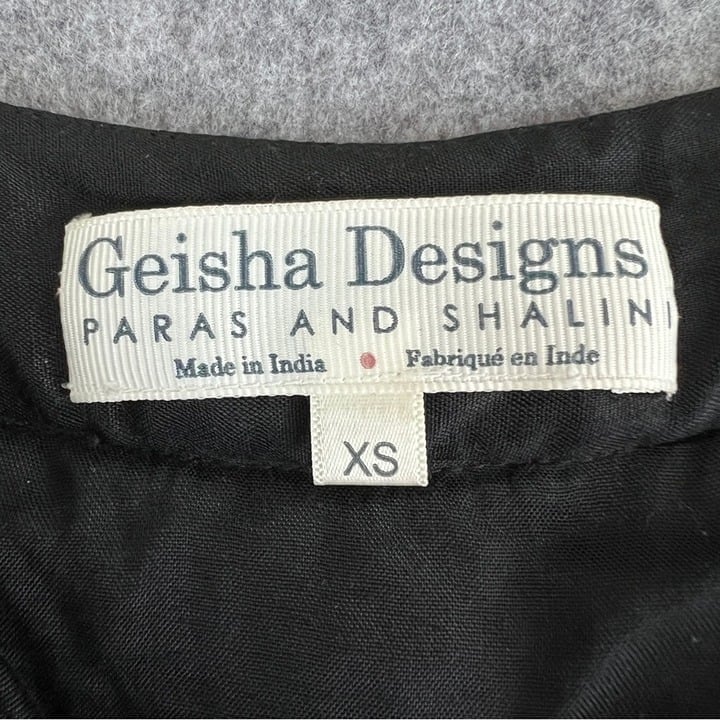 Geisha Designs
PARAS AND SHALINI
Made in India • Fabriqué en Inde
XS